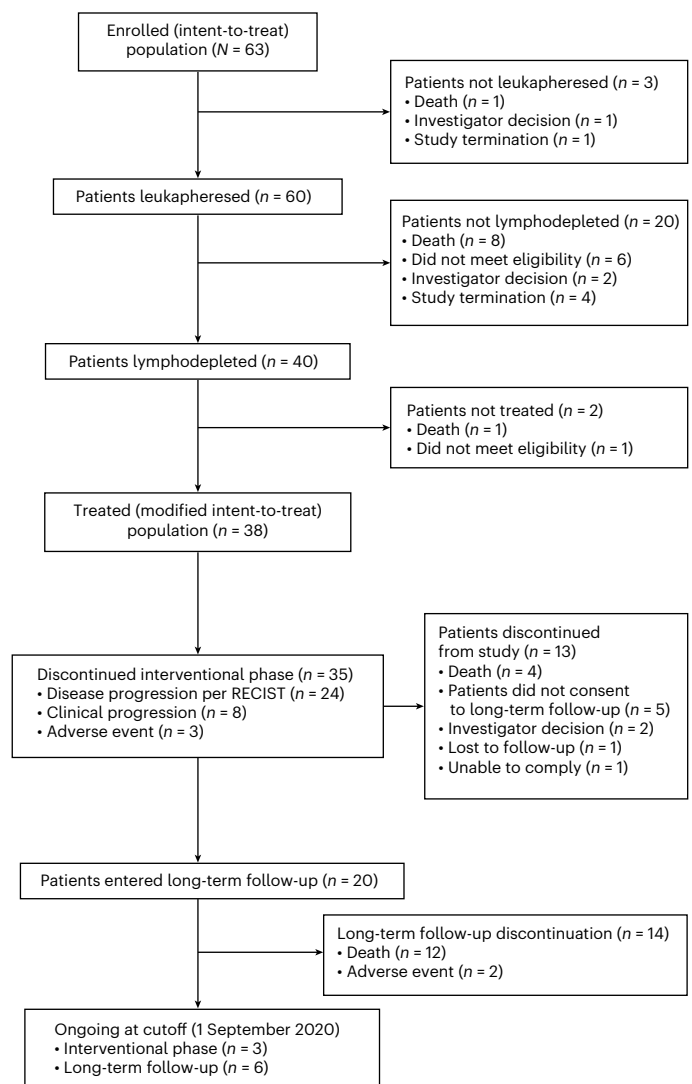 Enrolled (intent-to-treat)
population (N = 63)
Patients not leukapheresed (n = 3)
• Death (n = 1)
• Investigator decision (n = 1)
• Study termination (n = 1)
Patients leukapheresed (n = 60)
Patients not lymphodepleted (n = 20)
• Death (n = 8)
• Did not meet eligibility (n = 6)
• Investigator decision (n = 2)
• Study termination (n = 4)
Patients lymphodepleted (n = 40)
Patients not treated (n = 2)
• Death (n = 1)
• Did not meet eligibility (n = 1)
Treated (modified intent-to-treat)
population (n = 38)
Discontinued interventional phase (n = 35)
• Disease progression per RECIST (n = 24)
• Clinical progression (n = 8)
• Adverse event (n = 3)
Patients discontinued
from study (n = 13)
• Death (n = 4)
• Patients did not consent
to long-term follow-up (n = 5)
• Investigator decision (n = 2)
• Lost to follow-up (n = 1)
• Unable to comply (n = 1)
Patients entered long-term follow-up (n = 20)
Long-term follow-up discontinuation (n = 14)
• Death (n = 12)
• Adverse event (n = 2)
Ongoing at cutoff (1 September 2020)
• Interventional phase (n = 3)
• Long-term follow-up (n = 6)